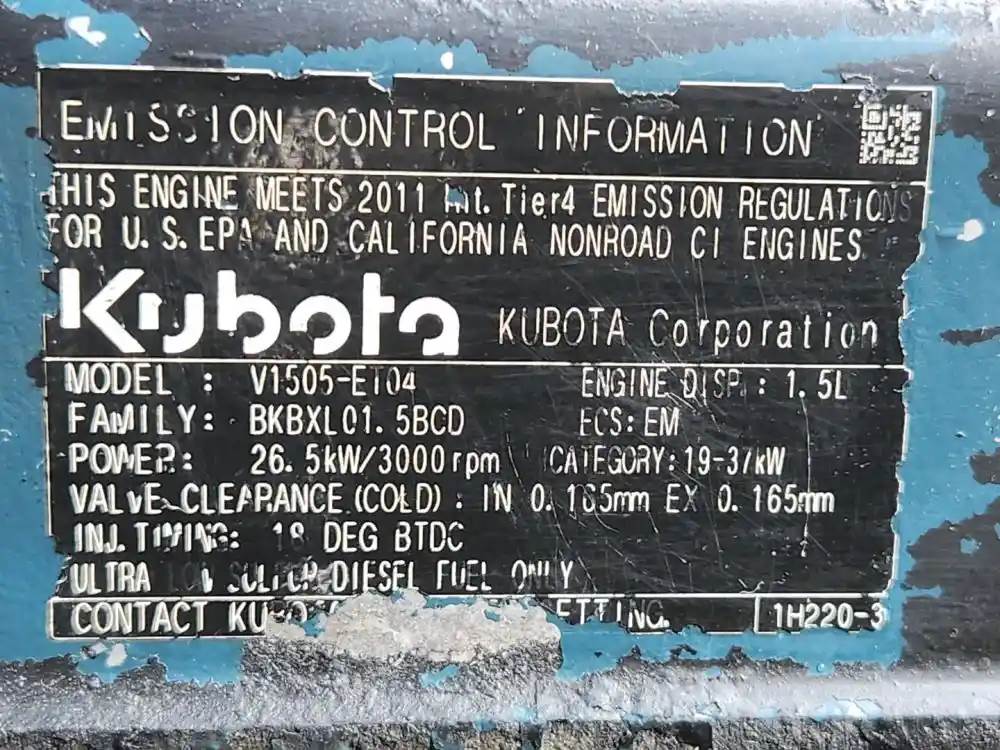 EMISSION CONTROL INFORMATION
THIS ENGINE MEETS 2011 Int. Tier4 EMISSION REGULATIONS
FOR U.S.EPA AND CALIFORNIA NONROAD CI ENGINES
Kubota KUBOTA Corporation
MODEL : V1505-ET04 ENGINE DISP.: 1.5L
FAMILY: BKBXL01.5BCD ECS:EM
POWER: 26.5kW/3000rpm CATEGORY:19-37kW
VALVE CLEARANCE(COLD): IN 0.165mm EX 0.165mm
INJ.TIMING: 18 DEG BTDC
ULTRA LOW SULFUR DIESEL FUEL ONLY
CONTACT 1H220-3